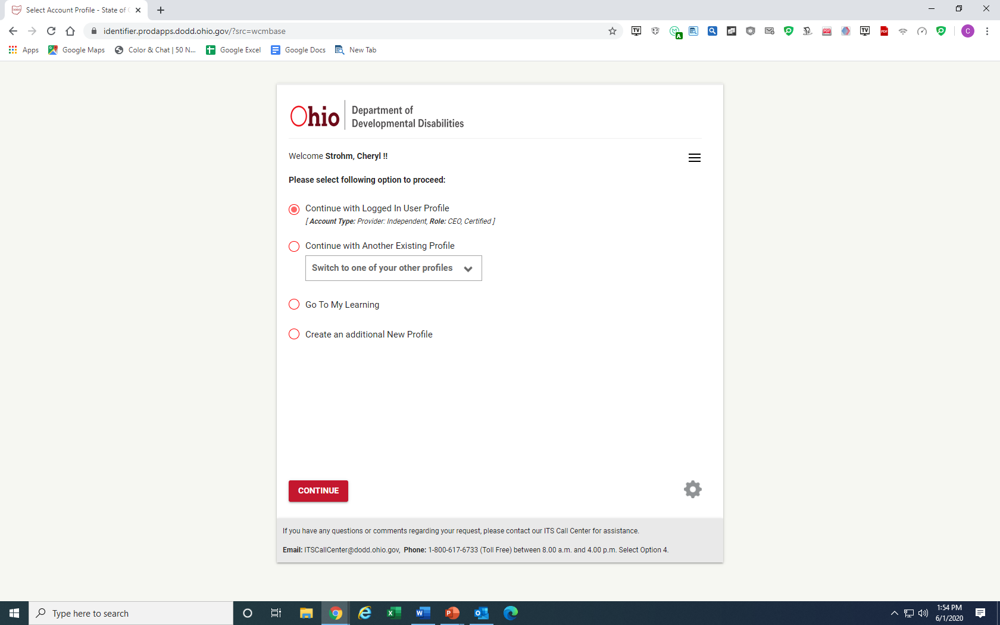 Select Account Profile - State of
identifier.prodapps.dodd.ohio.gov/?src=wcmbase
Apps
Google Maps
Color & Chat | 50 N...
Google Excel
Google Docs
New Tab
Ohio
Department of
Developmental Disabilities
Welcome Strohm, Cheryl !!
Please select following option to proceed:
Continue with Logged In User Profile
[ Account Type: Provider: Independent, Role: CEO, Certified ]
Continue with Another Existing Profile
Switch to one of your other profiles
Go To My Learning
Create an additional New Profile
CONTINUE
If you have any questions or comments regarding your request, please contact our ITS Call Center for assistance.
Email: ITSCallCenter@dodd.ohio.gov, Phone: 1-800-617-6733 (Toll Free) between 8.00 a.m. and 4.00 p.m. Select Option 4.
Type here to search
1:54 PM
6/1/2020